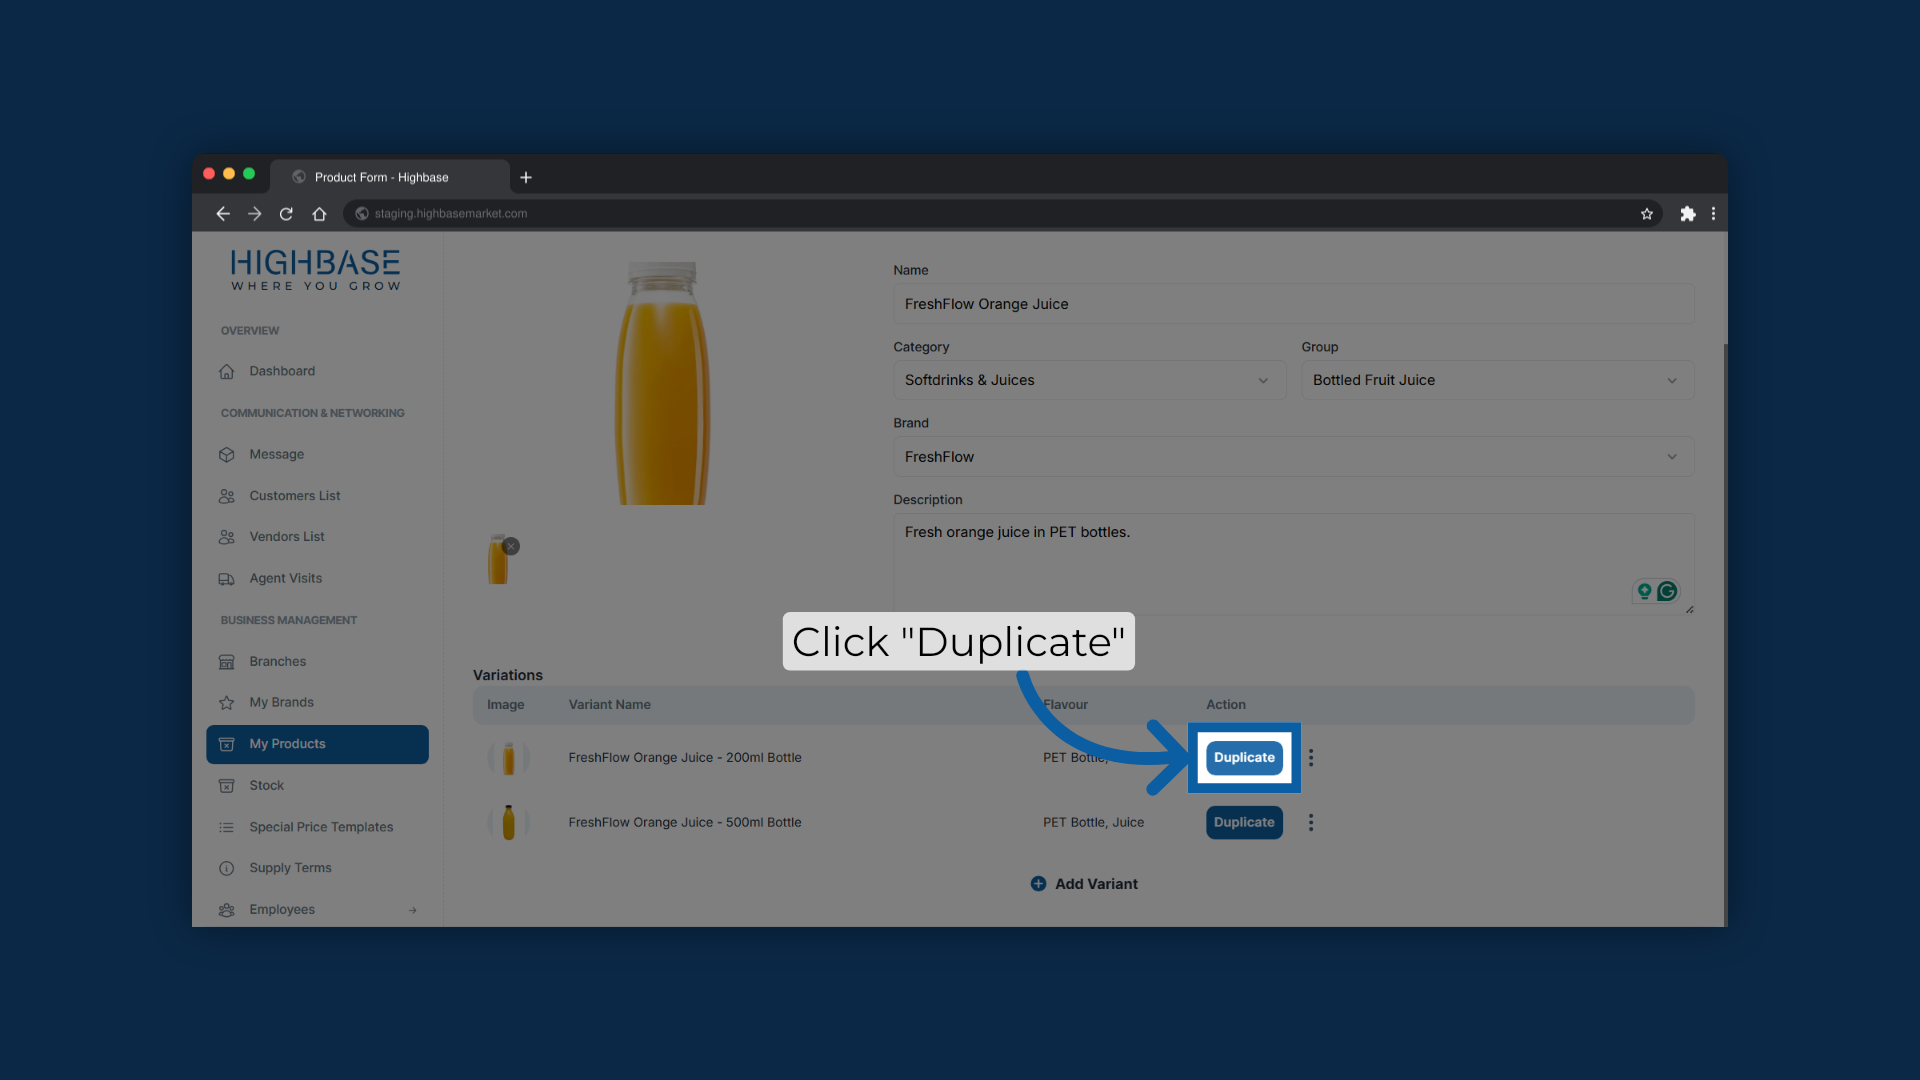 Product Form - Highbase
staging.highbasemarket.com
HIGHBASE
WHERE YOU GROW
OVERVIEW
Dashboard
COMMUNICATION & NETWORKING
Message
Customers List
Vendors List
Agent Visits
BUSINESS MANAGEMENT
Branches
My Brands
My Products
Stock
Special Price Templates
Supply Terms
Employees
Name
FreshFlow Orange Juice
Category
Group
Softdrinks & Juices
Bottled Fruit Juice
Brand
FreshFlow
Description
Fresh orange juice in PET bottles.
Click "Duplicate"
Variations
Image Variant Name Flavour Action
FreshFlow Orange Juice - 200ml Bottle PET Bottle, Duplicate
FreshFlow Orange Juice - 500ml Bottle PET Bottle, Juice Duplicate
Add Variant